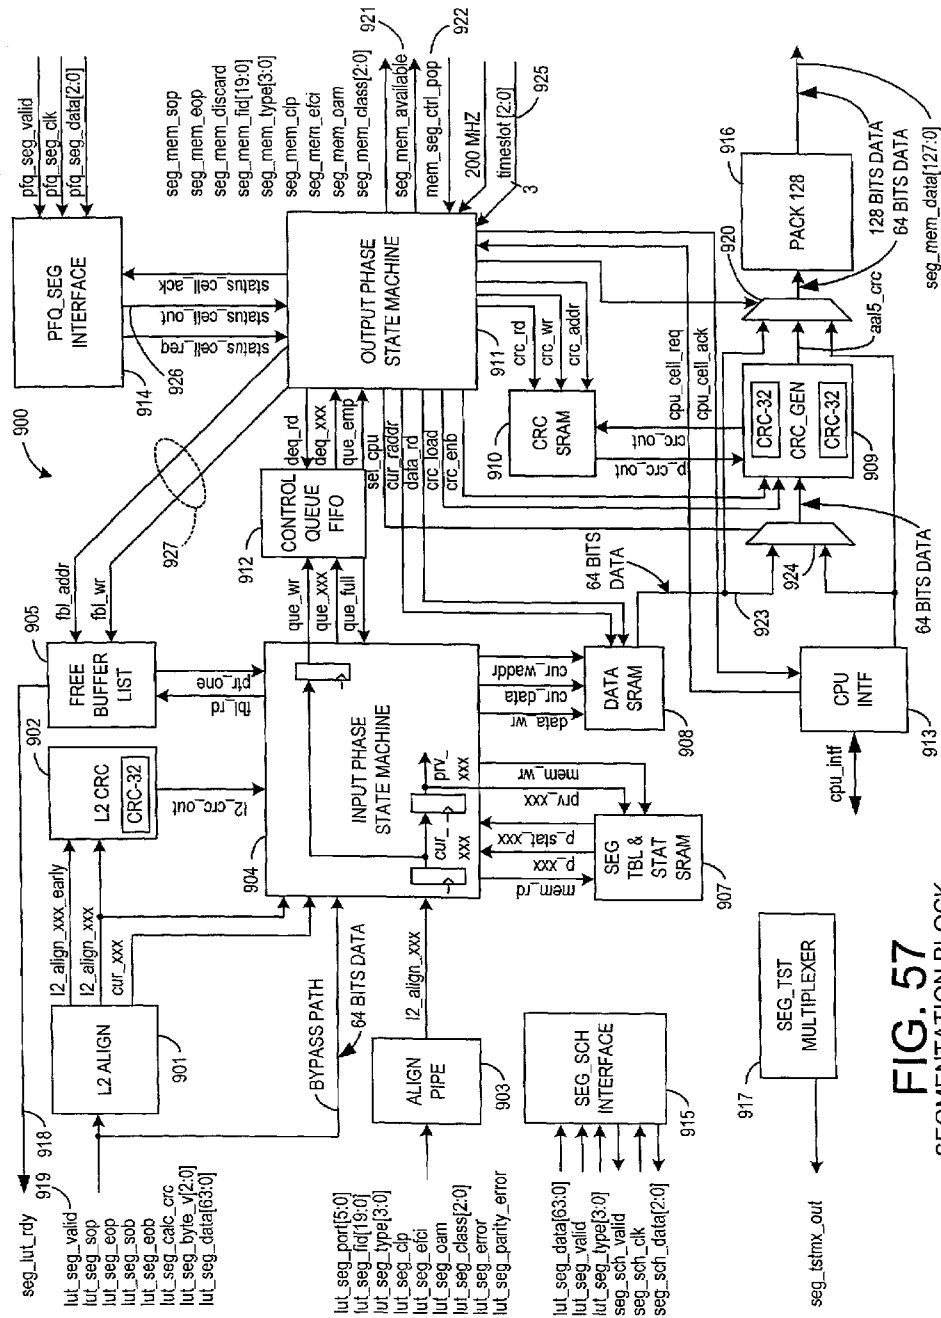 pfq_seg_valid
pfq_seg_clk
pfq_seg_data[2:0]
PFQ_SEG
INTERFACE
914
926
status_cell_req
status_cell_out
status_cell_ack
900
927
fbl_addr
fbl_wr
905
FREE
BUFFER
LIST
ptr_one
fbl_rd
902
L2 CRC
CRC-32
l2_crc_out
l2_align_xxx_early
l2_align_xxx
cur_xxx
L2 ALIGN
901
918
919
seg_lut_rdy
lut_seg_valid
lut_seg_sop
lut_seg_eop
lut_seg_sob
lut_seg_eob
lut_seg_calc_crc
lut_seg_byte_v[2:0]
lut_seg_data[63:0]
seg_mem_sop
seg_mem_eop
seg_mem_discard
seg_mem_fid[19:0]
seg_mem_type[3:0]
seg_mem_clp
seg_mem_efci
seg_mem_oam
seg_mem_class[2:0]
seg_mem_available
mem_seg_ctrl_pop
921
922
200 MHZ
timeslot [2:0]
925
3
OUTPUT PHASE
STATE MACHINE
911
deq_rd
deq_xxx
que_emp
sel_cpu
cur_raddr
data_rd
crc_load
crc_enb
CONTROL
QUEUE
FIFO
912
que_wr
que_xxx
que_full
904
INPUT PHASE
STATE MACHINE
cur_
xxx
prv_
xxx
BYPASS PATH
64 BITS DATA
l2_align_xxx
ALIGN
PIPE
903
lut_seg_port[5:0]
lut_seg_fid[19:0]
lut_seg_type[3:0]
lut_seg_clp
lut_seg_efci
lut_seg_oam
lut_seg_class[2:0]
lut_seg_error
lut_seg_parity_error
crc_rd
crc_wr
crc_addr
CRC
SRAM
910
crc_out
p_crc_out
cpu_cell_req
cpu_cell_ack
cur_waddr
cur_data
data_wr
DATA
SRAM
908
64 BITS
DATA
mem_wr
prv_xxx
p_stat_xxx
p_xxx
mem_rd
SEG
TBL &
STAT
SRAM
907
SEG_SCH
INTERFACE
915
lut_seg_data[63:0]
lut_seg_valid
lut_seg_type[3:0]
seg_sch_valid
seg_sch_clk
seg_sch_data[2:0]
916
PACK 128
920
128 BITS DATA
64 BITS DATA
seg_mem_data[127:0]
aal5_crc
CRC-32
CRC_GEN
CRC-32
909
924
923
64 BITS DATA
CPU
INTF
913
cpu_intf
SEG_TST
MULTIPLEXER
917
seg_tstmx_out
FIG. 57
SEGMENTATION BLOCK